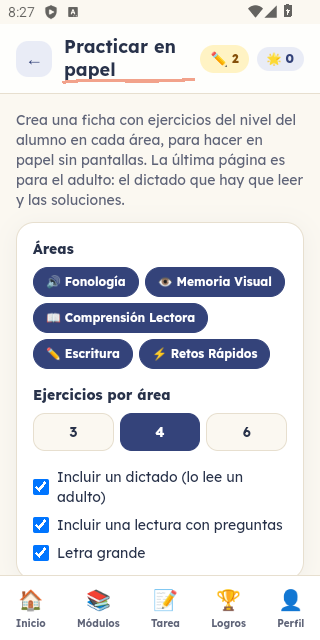 8:27
Practicar en
papel
2
0
Crea una ficha con ejercicios del nivel del
alumno en cada área, para hacer en
papel sin pantallas. La última página es
para el adulto: el dictado que hay que leer
y las soluciones.
Áreas
Fonología
Memoria Visual
Comprensión Lectora
Escritura
Retos Rápidos
Ejercicios por área
3
4
6
Incluir un dictado (lo lee un
adulto)
Incluir una lectura con preguntas
Letra grande
Inicio
Módulos
Tarea
Logros
Perfil